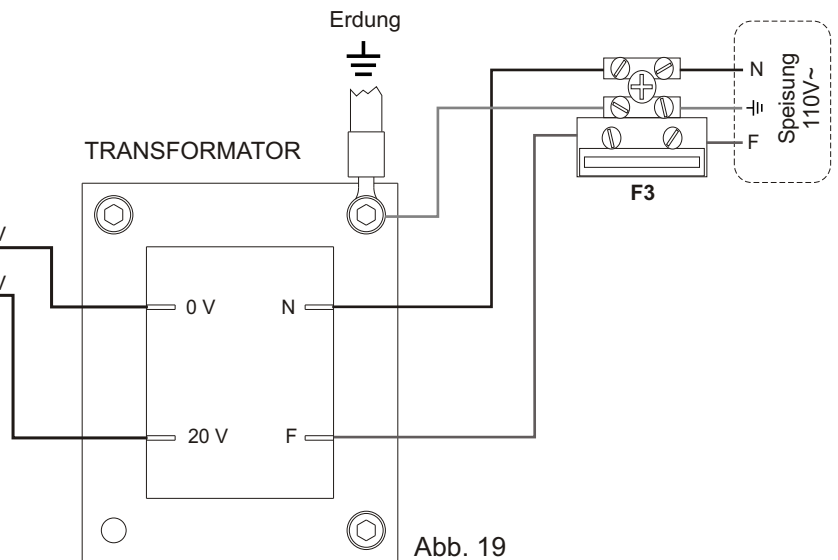 Erdung
N
Speisung
110V~
F
F3
TRANSFORMATOR
V
V
0 V
N
20 V
F
Abb. 19